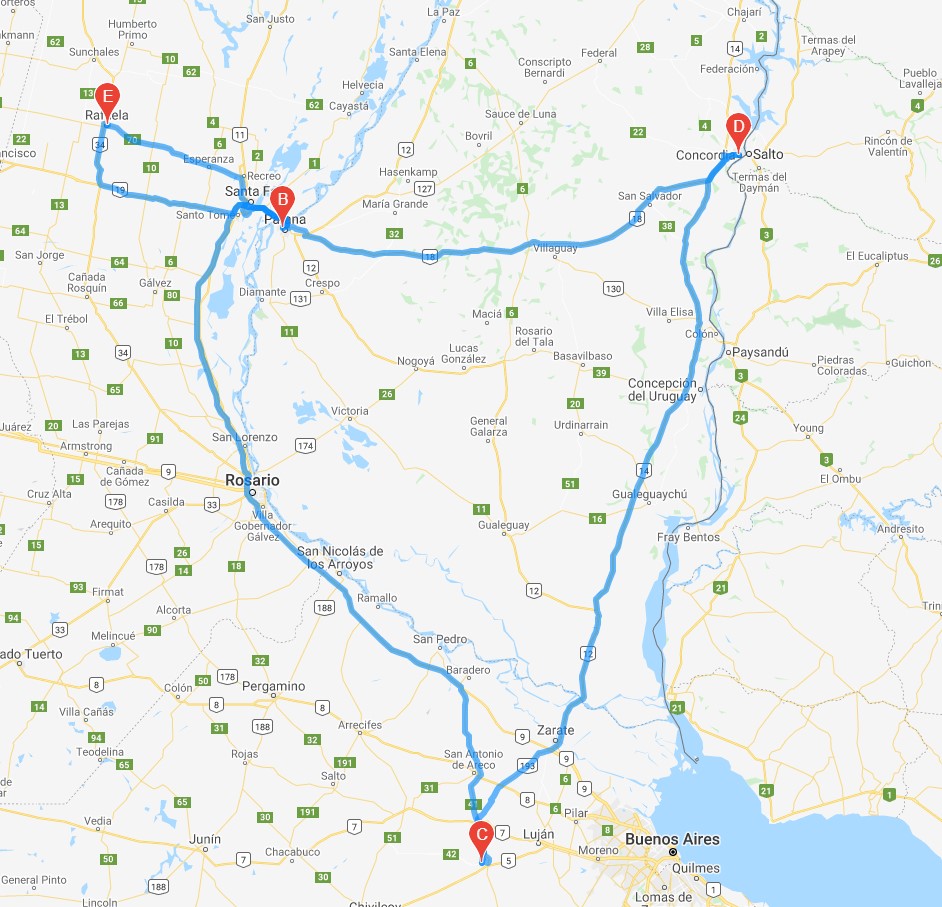 La Paz
Chajarí
San Justo
Humberto
Primo
62
5
2
14
Termas del
Arapey
28
Sunchales
10
62
Santa Elena
6
Conscripto
Bernardi
Federal
Federación
Pueblo
Lavalleja
E
13
Helvecia
Cayastá
62
Sauce de Luna
4
D
4
Rafaela
4
11
22
Rincón de
Valentín
22
34
70
6
12
Bovril
ncisco
10
Esperanza
2
1
Concordia
Salto
Recreo
Hasenkamp
127
Termas del
Daymán
19
Santa Fe
B
6
San Salvador
13
Santo Tomé
Paraná
María Grande
18
38
64
32
3
San Jorge
18
Villaguay
26
64
6
12
El Eucaliptus
Cañada
Rosquín
Gálvez
Crespo
130
80
Diamante
131
66
El Trébol
Maciá
6
Villa Elisa
11
Rosario
del Tala
Colón
13
34
10
Lucas
González
Nogoyá
Basavilbaso
Paysandú
Piedras
Coloradas
Guichon
39
3
65
26
Concepción
del Uruguay
20
24
Victoria
Juárez
20
Las Parejas
General
Galarza
Urdinarrain
Young
91
San Lorenzo
174
Armstrong
3
Cañada
de Gómez
9
14
El Ombu
15
Rosario
51
Cruz Alta
178
Casilda
33
Gualeguaychú
11
16
Arequito
Villa
Gobernador
Gálvez
Gualeguay
Fray Bentos
Andresito
15
26
San Nicolás de
los Arroyos
178
14
18
93
21
Firmat
12
Ramallo
94
188
Alcorta
33
90
Melincué
San Pedro
12
ado Tuerto
32
Baradero
8
50
178
Colón
Pergamino
14
8
8
21
Villa Cañás
31
188
Arrecifes
9
Zarate
94
32
Teodelina
65
Rojas
San Antonio
de Areco
193
9
191
6
Salto
21
31
8
9
65
41
1
30
191
6
Pilar
Vedia
7
C
7
8
51
Luján
Buenos Aires
Junín
50
7
Chacabuco
42
5
Moreno
General Pinto
30
Quilmes
188
1
Lincoln
Chivilcoy
Lomas de